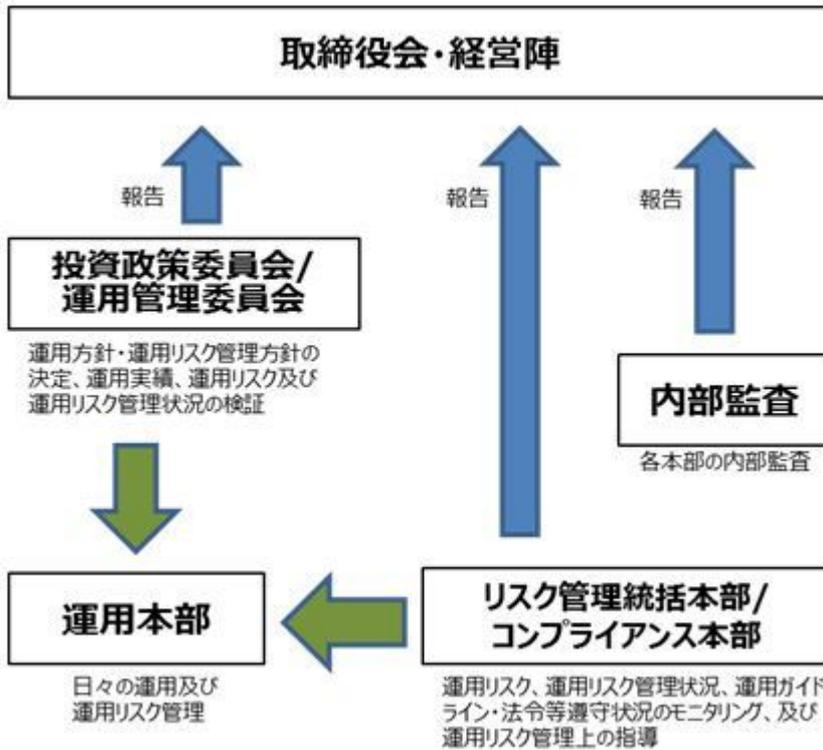 取締役会・経営陣
報告
報告
報告
投資政策委員会/
運用管理委員会
運用方針・運用リスク管理方針の
決定、運用実績、運用リスク及び
運用リスク管理状況の検証
内部監査
各本部の内部監査
運用本部
日々の運用及び
運用リスク管理
リスク管理統括本部/
コンプライアンス本部
運用リスク、運用リスク管理状況、運用ガイド
ライン・法令等遵守状況のモニタリング、及び
運用リスク管理上の指導